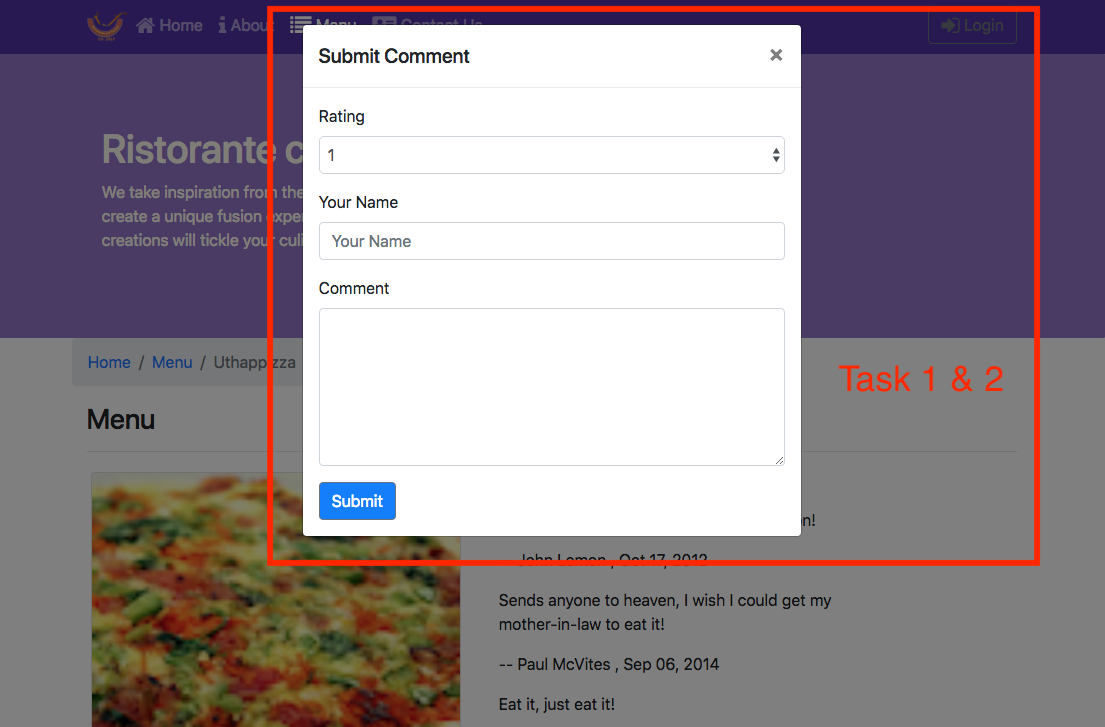 Home About Menu Contact Us Login
Submit Comment ×
Ristorante c
Rating
1
We take inspiration from the
create a unique fusion exper
creations will tickle your culi
Your Name
Your Name
Comment
Home / Menu / Uthappizza
Task 1 & 2
Menu
Submit
on!
John Lemon , Oct 17, 2012
Sends anyone to heaven, I wish I could get my
mother-in-law to eat it!
-- Paul McVites , Sep 06, 2014
Eat it, just eat it!